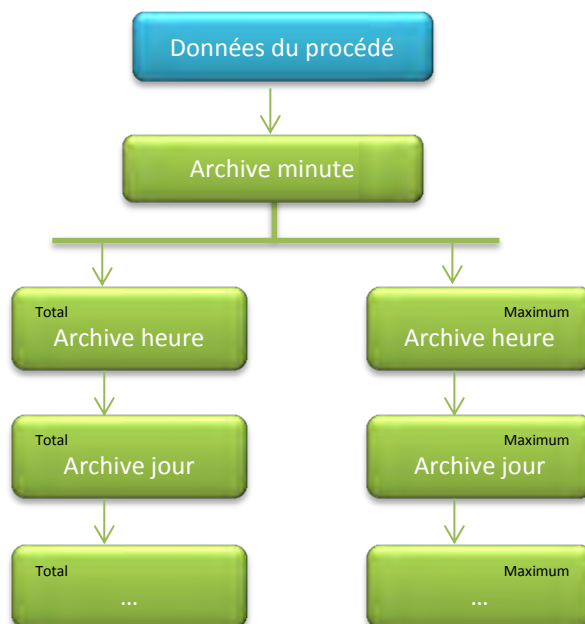 Données du procédé
Archive minute
Total
Archive heure
Maximum
Archive heure
Total
Archive jour
Maximum
Archive jour
Total
...
Maximum
...